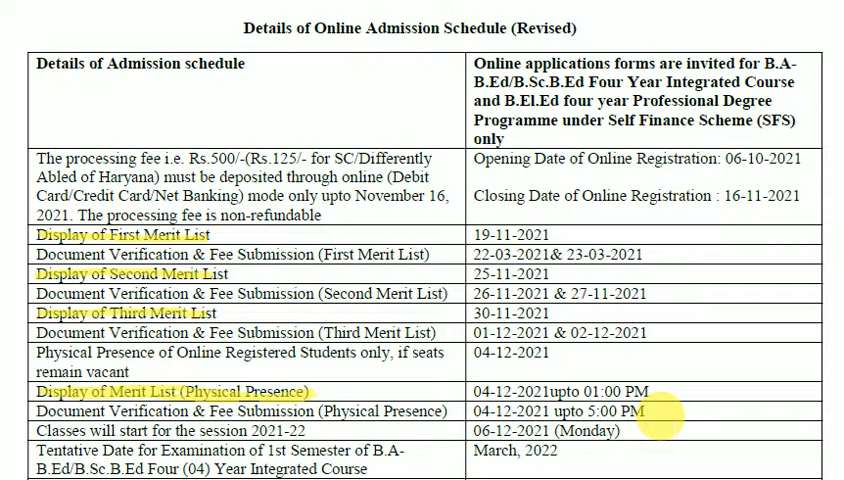 Details of Online Admission Schedule (Revised)
Details of Admission schedule
Online applications forms are invited for B.A-
B.Ed/B.Sc.B.Ed Four Year Integrated Course
and B.El.Ed four year Professional Degree
Programme under Self Finance Scheme (SFS)
only
The processing fee i.e. Rs.500/-(Rs.125/- for SC/Differently
Abled of Haryana) must be deposited through online (Debit
Card/Credit Card/Net Banking) mode only upto November 16,
2021. The processing fee is non-refundable
Opening Date of Online Registration: 06-10-2021
Closing Date of Online Registration : 16-11-2021
Display of First Merit List
19-11-2021
Document Verification & Fee Submission (First Merit List)
22-03-2021& 23-03-2021
Display of Second Merit List
25-11-2021
Document Verification & Fee Submission (Second Merit List)
26-11-2021 & 27-11-2021
Display of Third Merit List
30-11-2021
Document Verification & Fee Submission (Third Merit List)
01-12-2021 & 02-12-2021
Physical Presence of Online Registered Students only, if seats
remain vacant
04-12-2021
Display of Merit List (Physical Presence)
04-12-2021upto 01:00 PM
Document Verification & Fee Submission (Physical Presence)
04-12-2021 upto 5:00 PM
Classes will start for the session 2021-22
06-12-2021 (Monday)
Tentative Date for Examination of 1st Semester of B.A-
B.Ed/B.Sc.B.Ed Four (04) Year Integrated Course
March, 2022